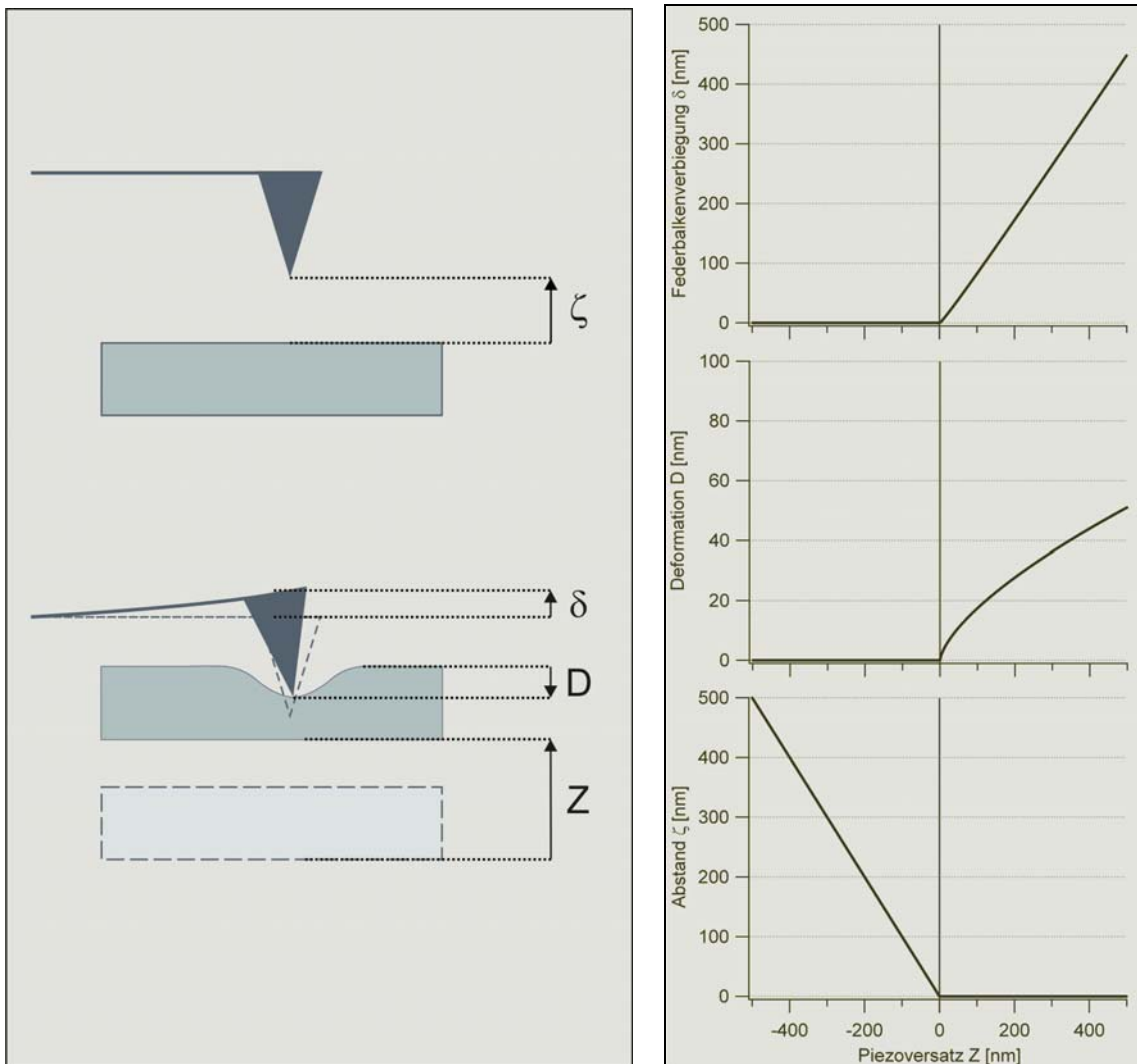 ζ
δ
D
Z
Federbalkenverbiegung δ [nm]
500
400
300
200
100
0
Deformation D [nm]
100
80
60
40
20
0
Abstand ζ [nm]
500
400
300
200
100
0
-400 -200 0 200 400
Piezoversatz Z [nm]